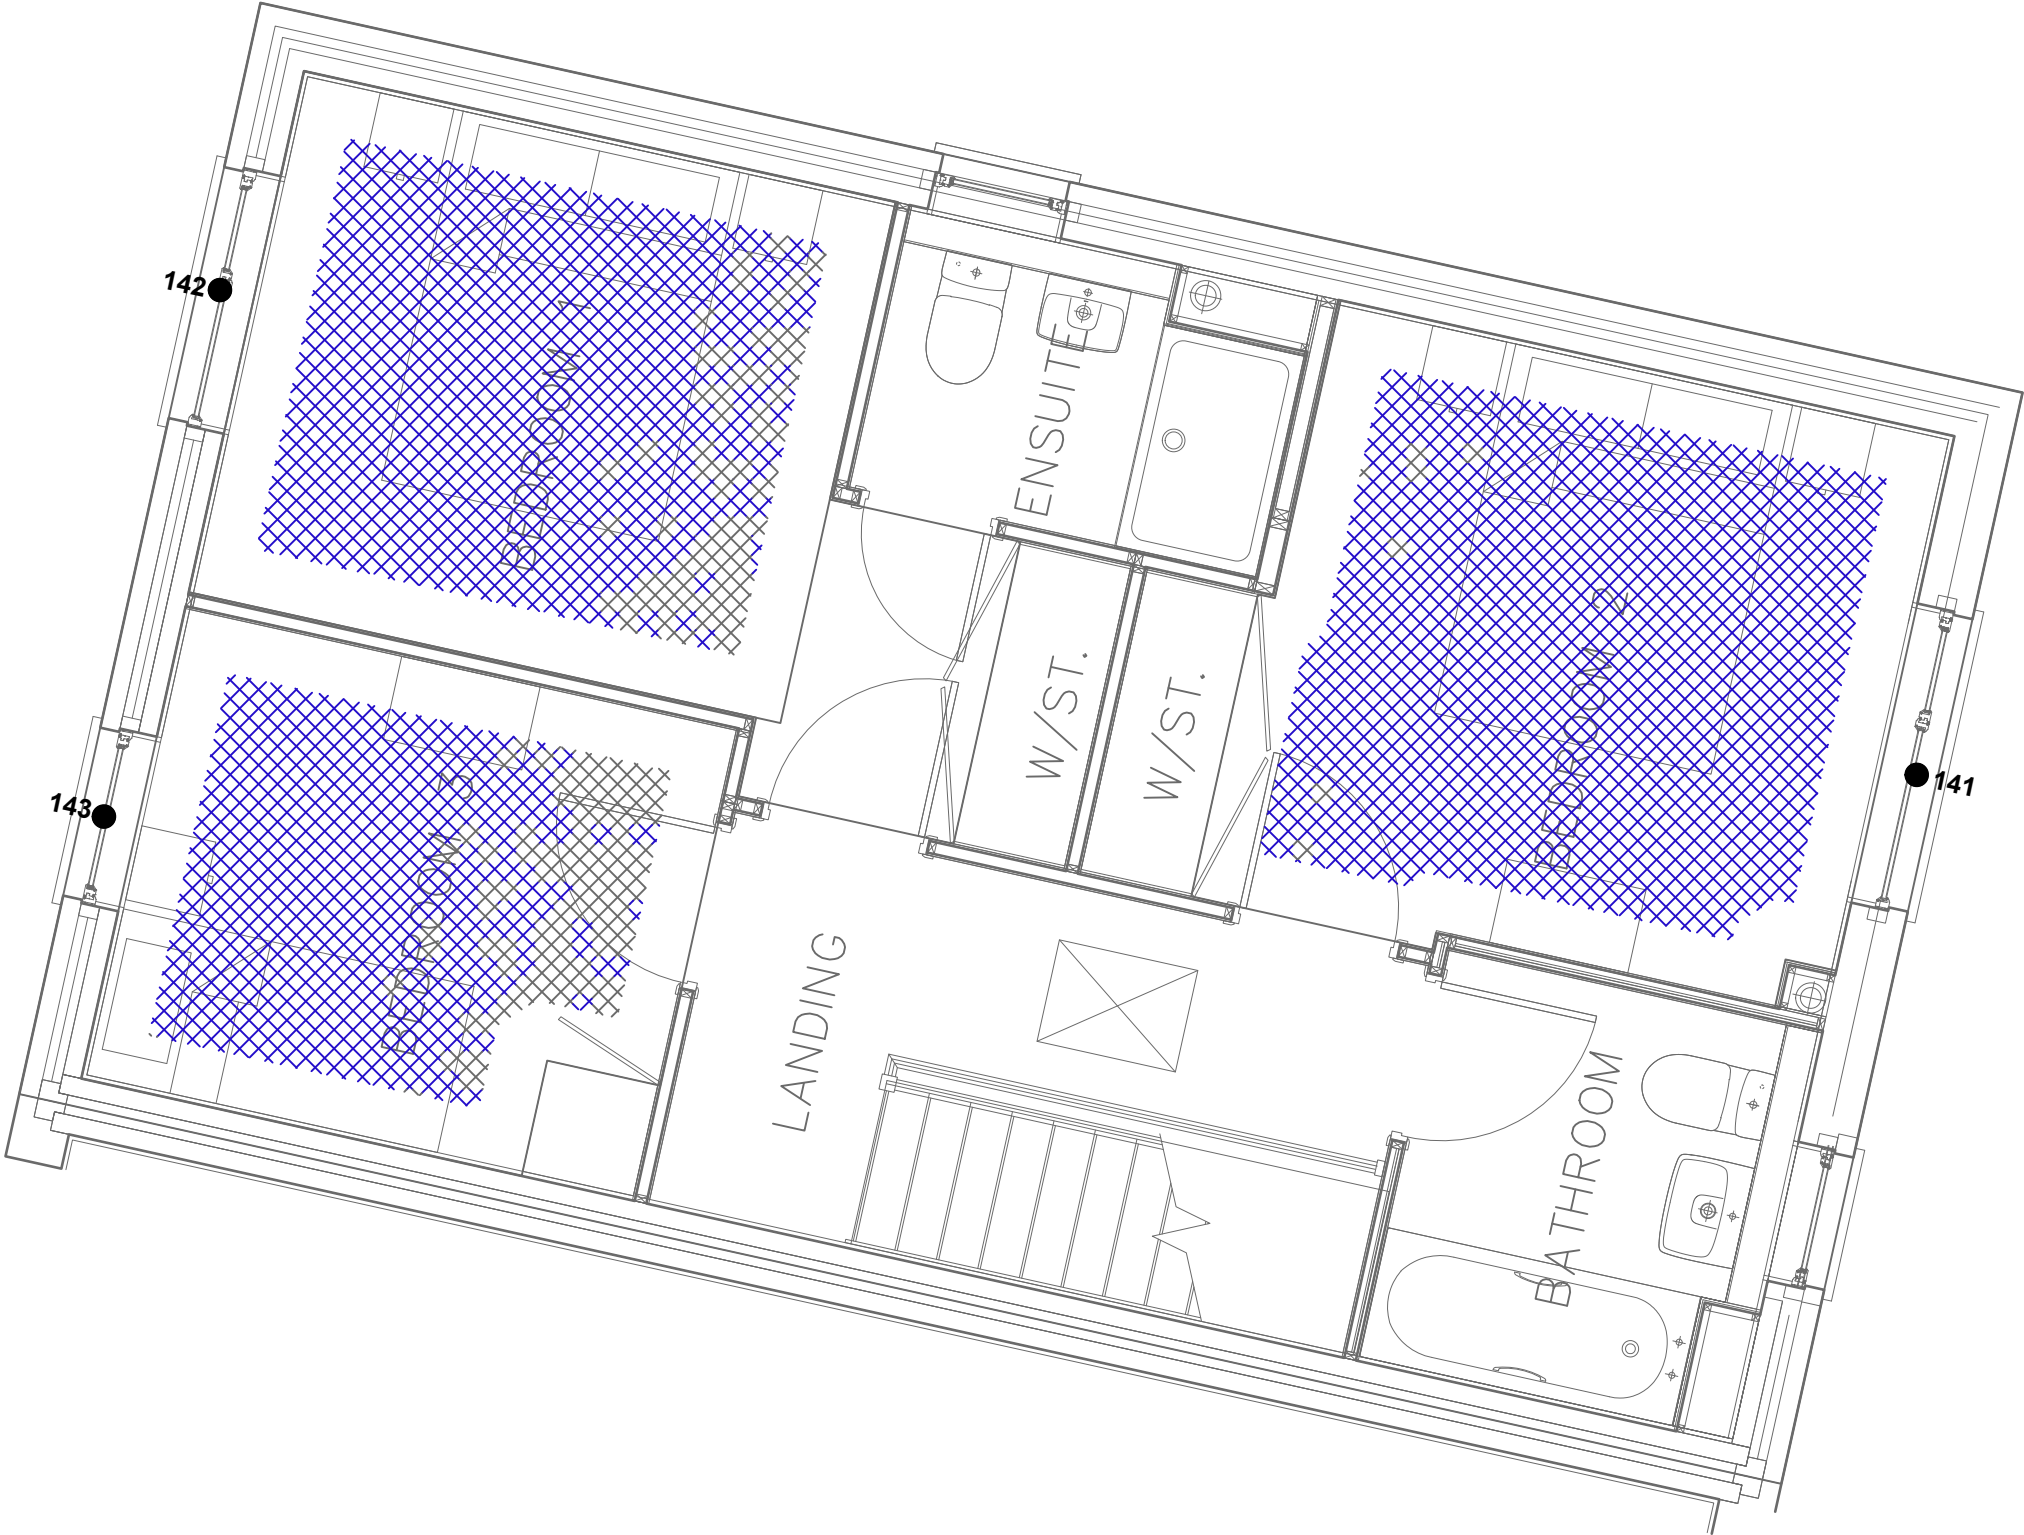 142
BEDROOM 1
ENSUITE
BEDROOM 2
141
W/ST.
W/ST.
143
BEDROOM 3
LANDING
BATHROOM